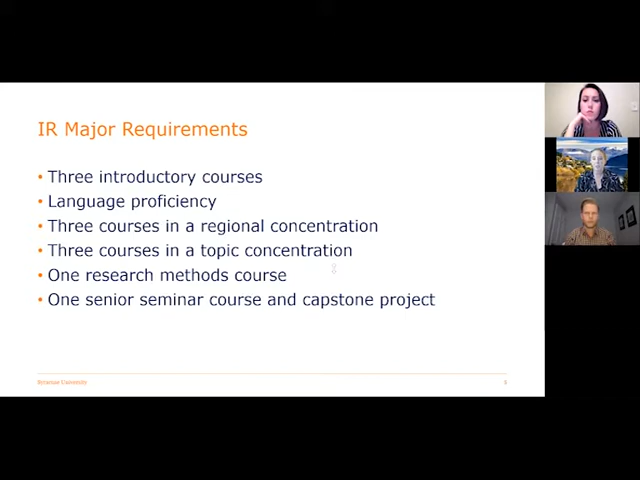 IR Major Requirements
• Three introductory courses
• Language proficiency
• Three courses in a regional concentration
• Three courses in a topic concentration
• One research methods course
• One senior seminar course and capstone project
Syracuse University